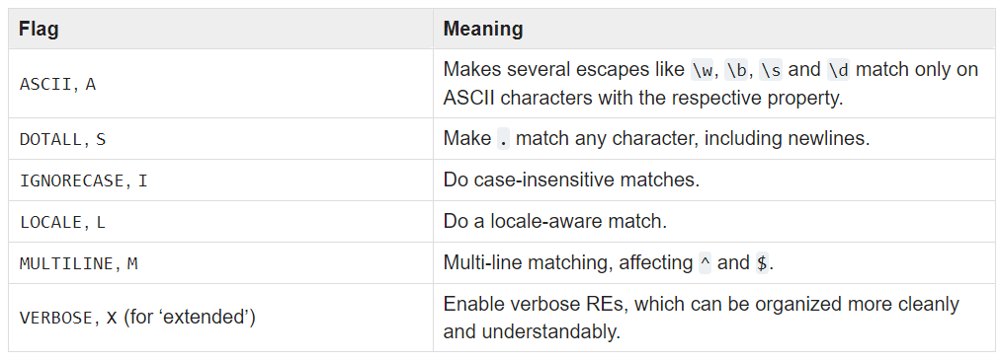 Flag Meaning
ASCII, A
Makes several escapes like \w, \b, \s and \d match only on
ASCII characters with the respective property.
DOTALL, S
Make . match any character, including newlines.
IGNORECASE, I
Do case-insensitive matches.
LOCALE, L
Do a locale-aware match.
MULTILINE, M
Multi-line matching, affecting ^ and $.
VERBOSE, X (for ‘extended’)
Enable verbose REs, which can be organized more cleanly
and understandably.